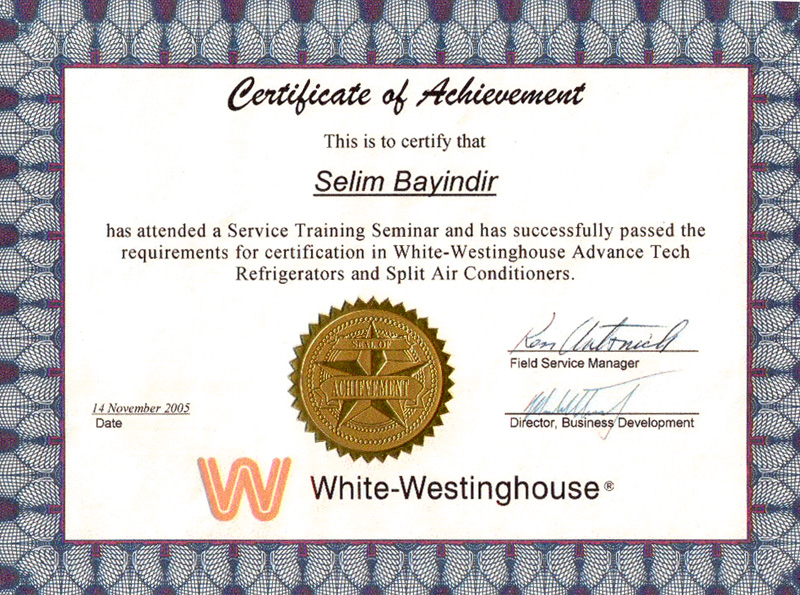 Certificate of Achievement
This is to certify that
Selim Bayindir
has attended a Service Training Seminar and has successfully passed the
requirements for certification in White-Westinghouse Advance Tech
Refrigerators and Split Air Conditioners.
SEAL OF
ACHIEVEMENT
Field Service Manager
14 November 2005
Date
Director, Business Development
W White-Westinghouse®